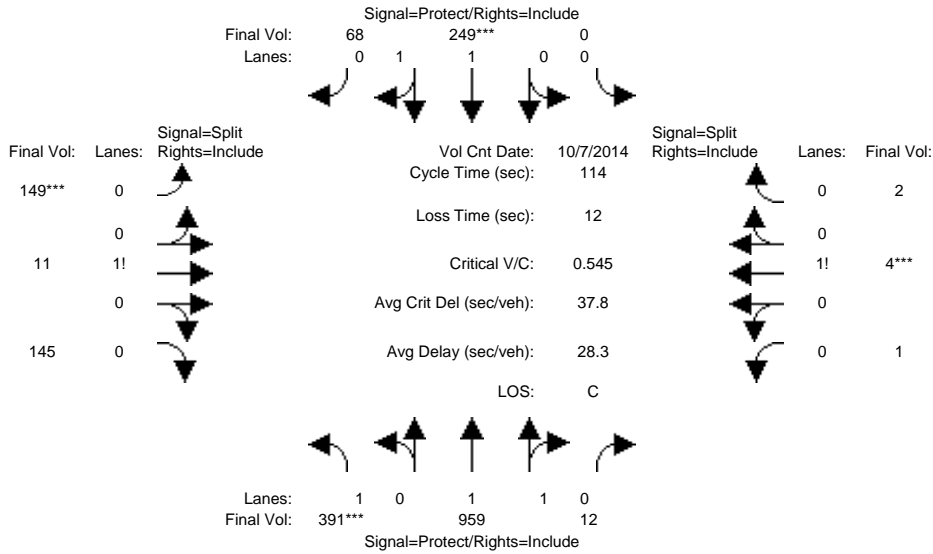 Signal=Protect/Rights=Include
Final Vol: 68 249*** 0
Lanes: 0 1 1 0 0
Signal=Split
Final Vol: Lanes: Rights=Include
Vol Cnt Date: 10/7/2014
Signal=Split
Rights=Include Lanes: Final Vol:
Cycle Time (sec): 114
149*** 0
0 2
Loss Time (sec): 12
0
0
11 1!
Critical V/C: 0.545
1! 4***
0
Avg Crit Del (sec/veh): 37.8
0
145 0
Avg Delay (sec/veh): 28.3
0 1
LOS: C
Lanes: 1 0 1 1 0
Final Vol: 391*** 959 12
Signal=Protect/Rights=Include